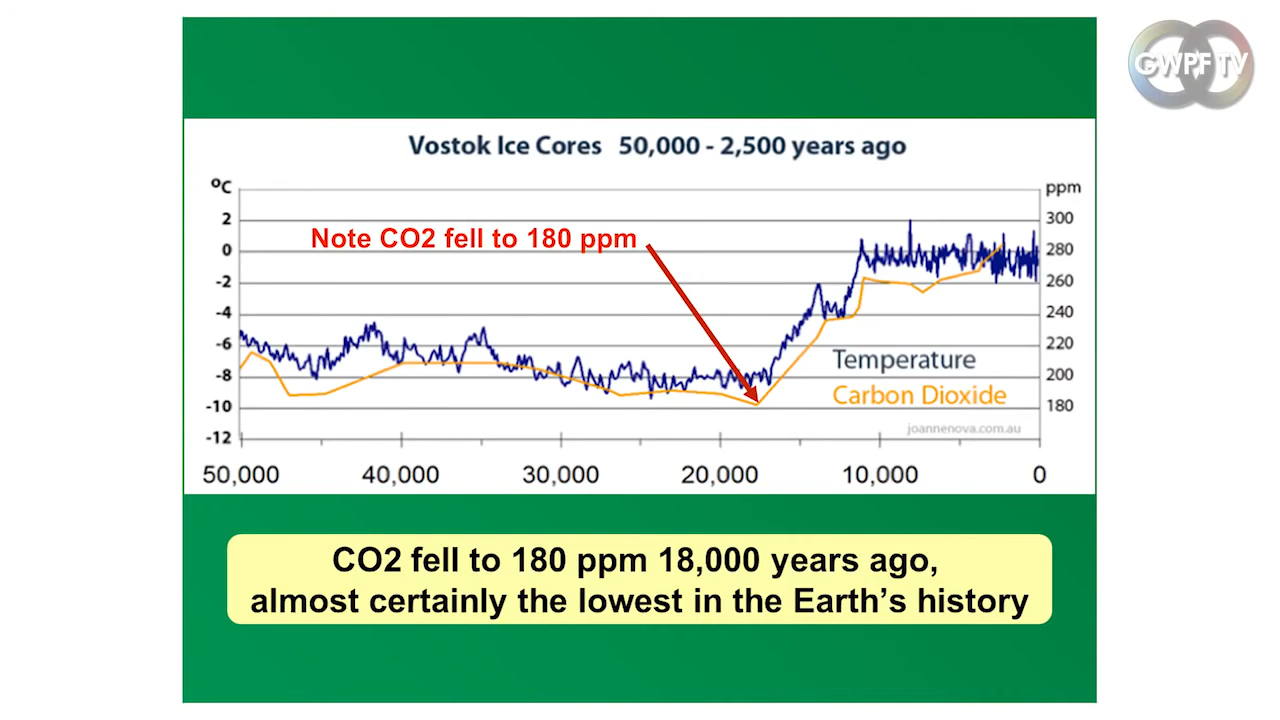 GWPF TV
Vostok Ice Cores 50,000 - 2,500 years ago
ºC
ppm
2
300
Note CO2 fell to 180 ppm
0
280
-2
260
-4
240
-6
220
Temperature
-8
200
Carbon Dioxide
-10
180
joannenova.com.au
-12
50,000 40,000 30,000 20,000 10,000 0
CO2 fell to 180 ppm 18,000 years ago,
almost certainly the lowest in the Earth’s history